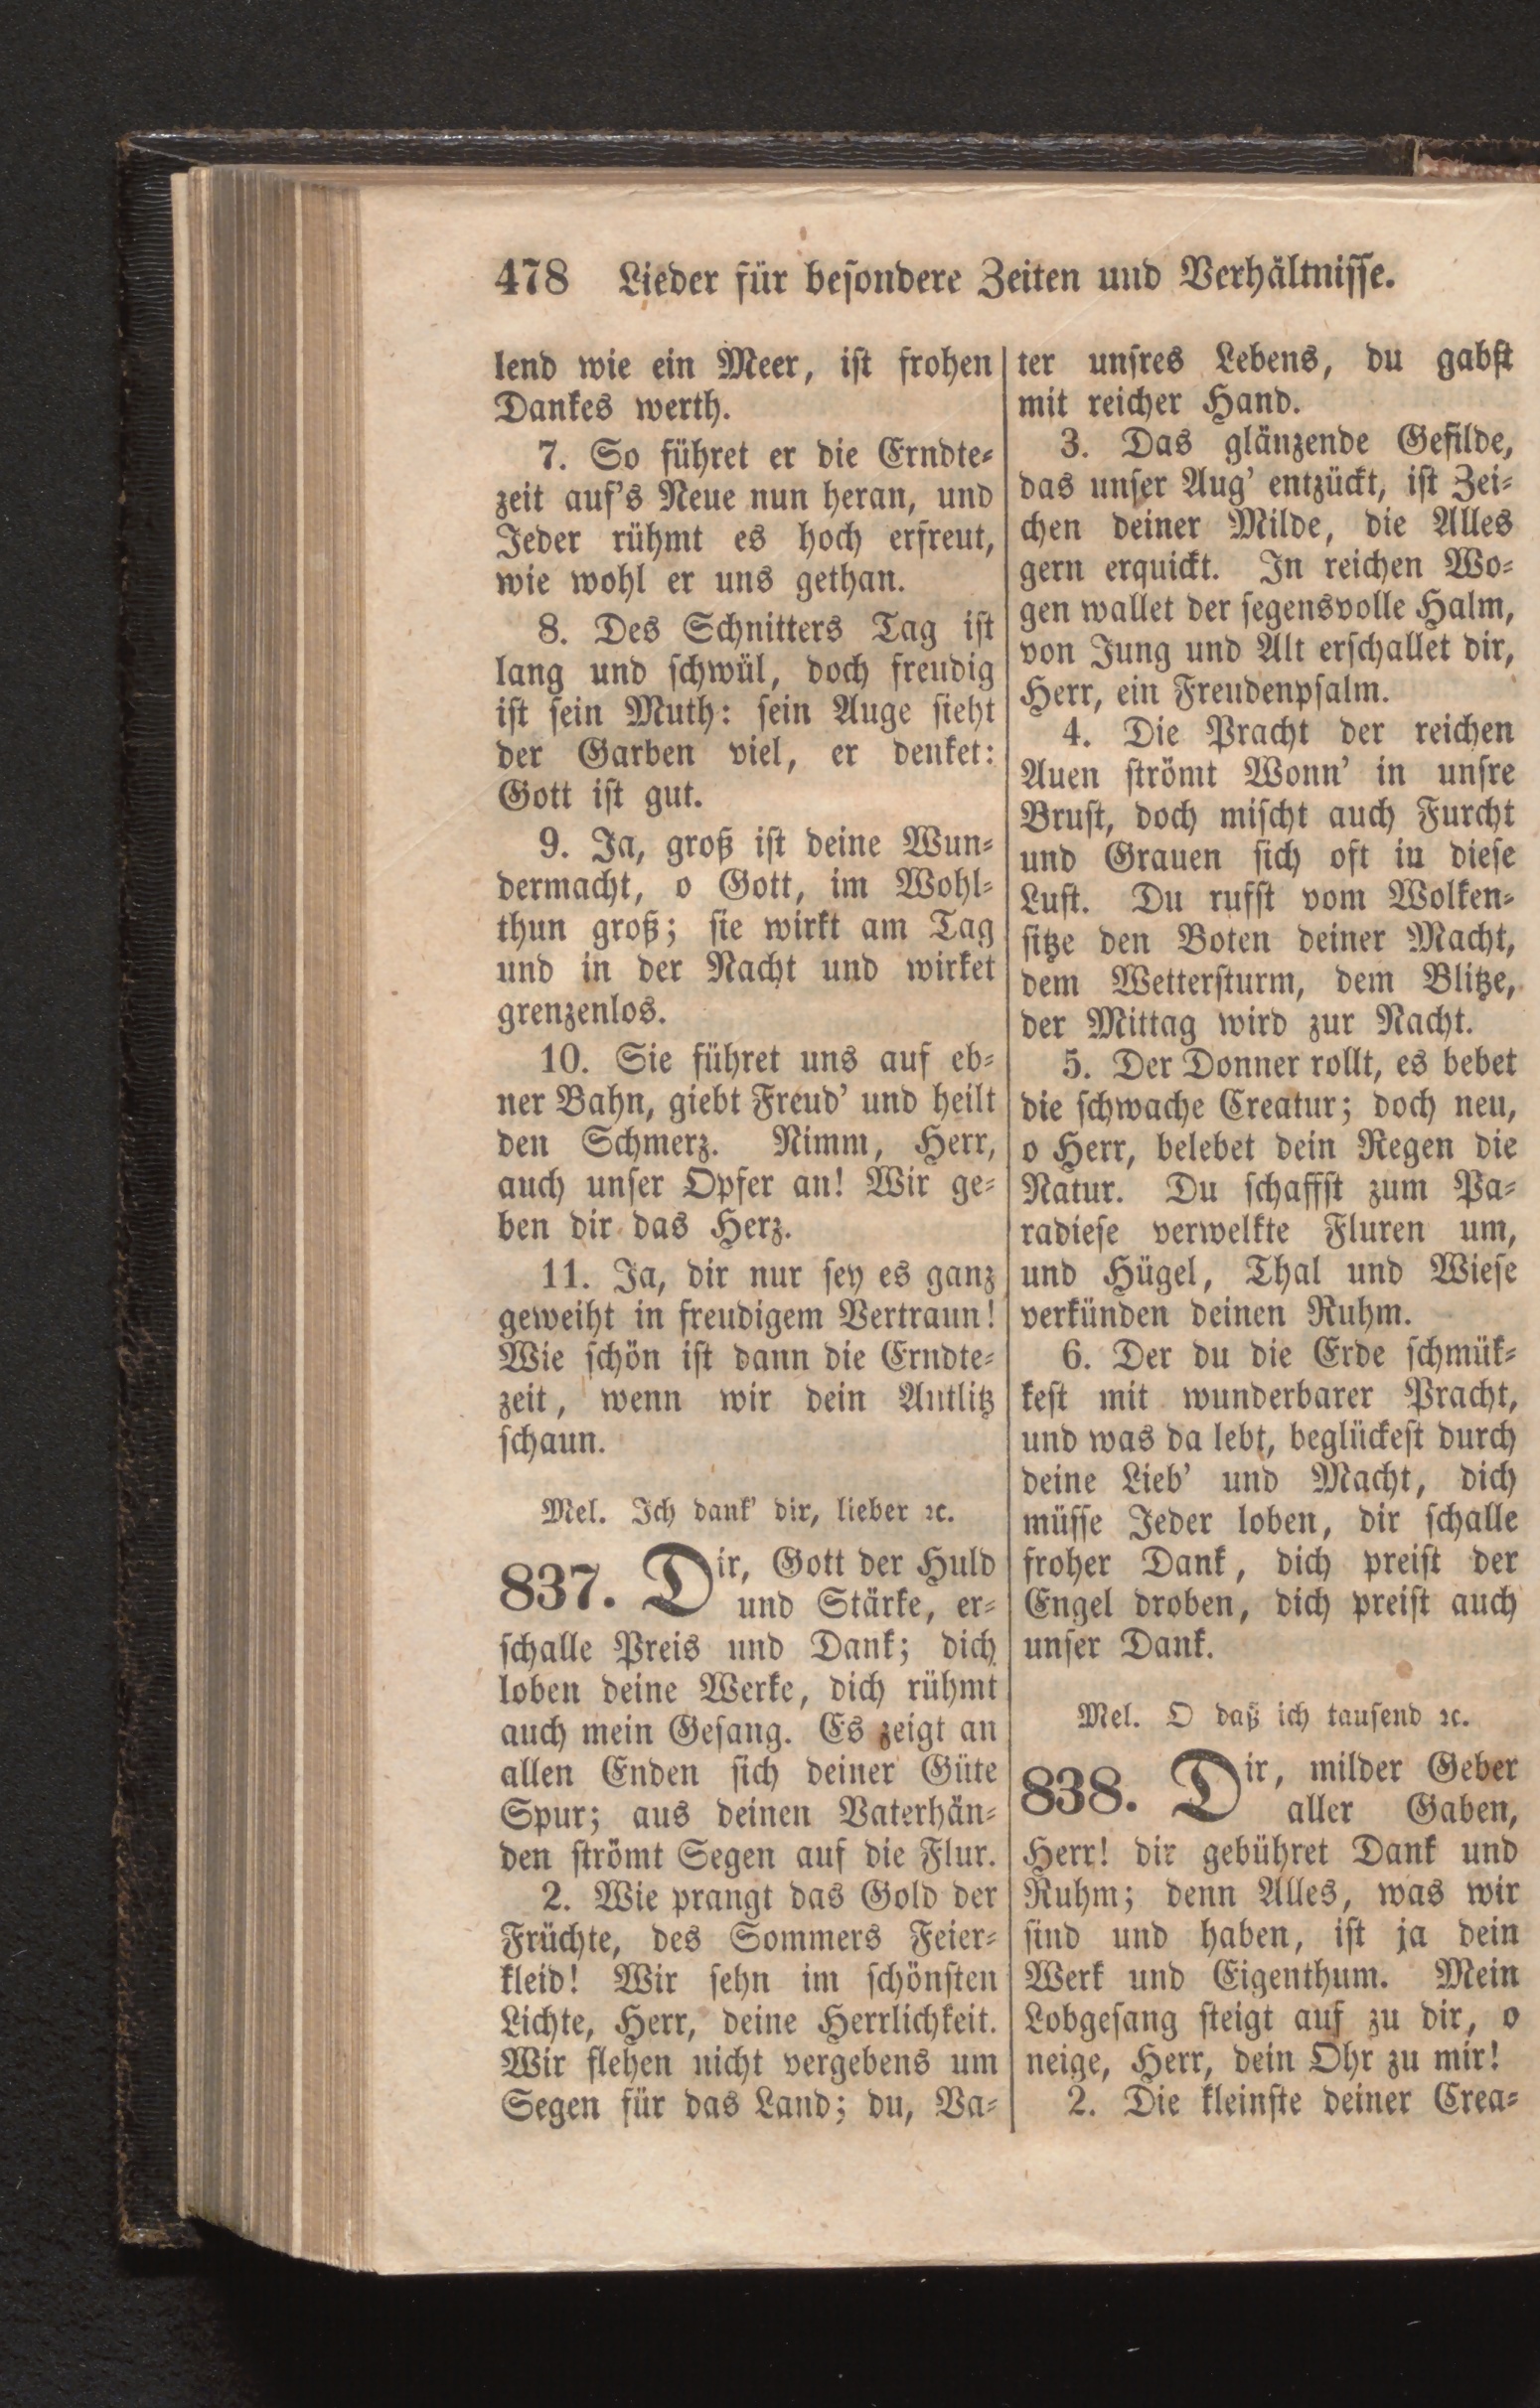 478 Lieder für besondere Zeiten und Verhältnisse.
lend wie ein Meer, ist frohen
Dankes werth.
7. So führet er die Erndte-
zeit auf's Neue nun heran, und
Jeder rühmt es hoch erfreut,
wie wohl er uns gethan.
8. Des Schnitters Tag ist
lang und schwül, doch freudig
ist sein Muth: sein Auge sieht
der Garben viel, er denket:
Gott ist gut.
9. Ja, groß ist deine Wun-
dermacht, o Gott, im Wohl-
thun groß; sie wirkt am Tag
und in der Nacht und wirket
grenzenlos.
10. Sie führet uns auf eb-
ner Bahn, giebt Freud' und heilt
den Schmerz. Nimm, Herr,
auch unser Opfer an! Wir ge-
ben dir das Herz.
11. Ja, dir nur sey es ganz
geweiht in freudigem Vertraun!
Wie schön ist dann die Erndte-
zeit, wenn wir dein Antlitz
schaun.
Mel. Ich dank' dir, lieber ꝛc.
837. Dir, Gott der Huld
und Stärke, er-
schalle Preis und Dank; dich
loben deine Werke, dich rühmt
auch mein Gesang. Es zeigt an
allen Enden sich deiner Güte
Spur; aus deinen Vaterhän-
den strömt Segen auf die Flur.
2. Wie prangt das Gold der
Früchte, des Sommers Feier-
kleid! Wir sehn im schönsten
Lichte, Herr, deine Herrlichkeit.
Wir flehen nicht vergebens um
Segen für das Land; du, Va-
ter unsres Lebens, du gabst
mit reicher Hand.
3. Das glänzende Gefilde,
das unser Aug' entzückt, ist Zei-
chen deiner Milde, die Alles
gern erquickt. In reichen Wo-
gen wallet der segensvolle Halm,
von Jung und Alt erschallet dir,
Herr, ein Freudenpsalm.
4. Die Pracht der reichen
Auen strömt Wonn' in unsre
Brust, doch mischt auch Furcht
und Grauen sich oft in diese
Lust. Du rufst vom Wolken-
sitze den Boten deiner Macht,
dem Wettersturm, dem Blitze,
der Mittag wird zur Nacht.
5. Der Donner rollt, es bebet
die schwache Creatur; doch neu,
o Herr, belebet dein Regen die
Natur. Du schaffst zum Pa-
radiese verwelkte Fluren um,
und Hügel, Thal und Wiese
verkünden deinen Ruhm.
6. Der du die Erde schmük-
kest mit wunderbarer Pracht,
und was da lebt, beglückest durch
deine Lieb' und Macht, dich
müsse Jeder loben, dir schalle
froher Dank, dich preist der
Engel droben, dich preist auch
unser Dank.
Mel. O daß ich tausend ꝛc.
838. Dir, milder Geber
aller Gaben,
Herr! dir gebühret Dank und
Ruhm; denn Alles, was wir
sind und haben, ist ja dein
Werk und Eigenthum. Mein
Lobgesang steigt auf zu dir, o
neige, Herr, dein Ohr zu mir!
2. Die kleinste deiner Crea-